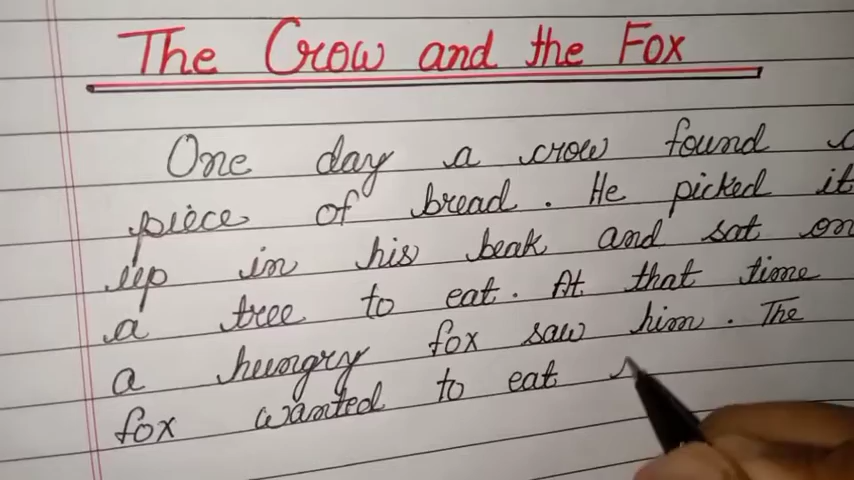 The Crow and the Fox
One day a crow found a
piece of bread. He picked it
up in his beak and sat on
a tree to eat. At that time
a hungry fox saw him. The
fox wanted to eat